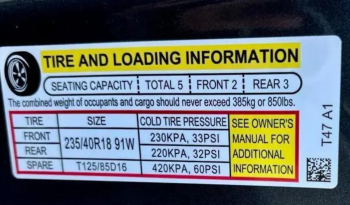 TIRE AND LOADING INFORMATION
SEATING CAPACITY | TOTAL 5 | FRONT 2 | REAR 3
The combined weight of occupants and cargo should never exceed 385kg or 850lbs.
TIRE SIZE COLD TIRE PRESSURE SEE OWNER'S
FRONT 235/40R18 91W 230KPA, 33PSI MANUAL FOR
REAR 220KPA, 32PSI ADDITIONAL
SPARE T125/85D16 420KPA, 60PSI INFORMATION
T47 A1